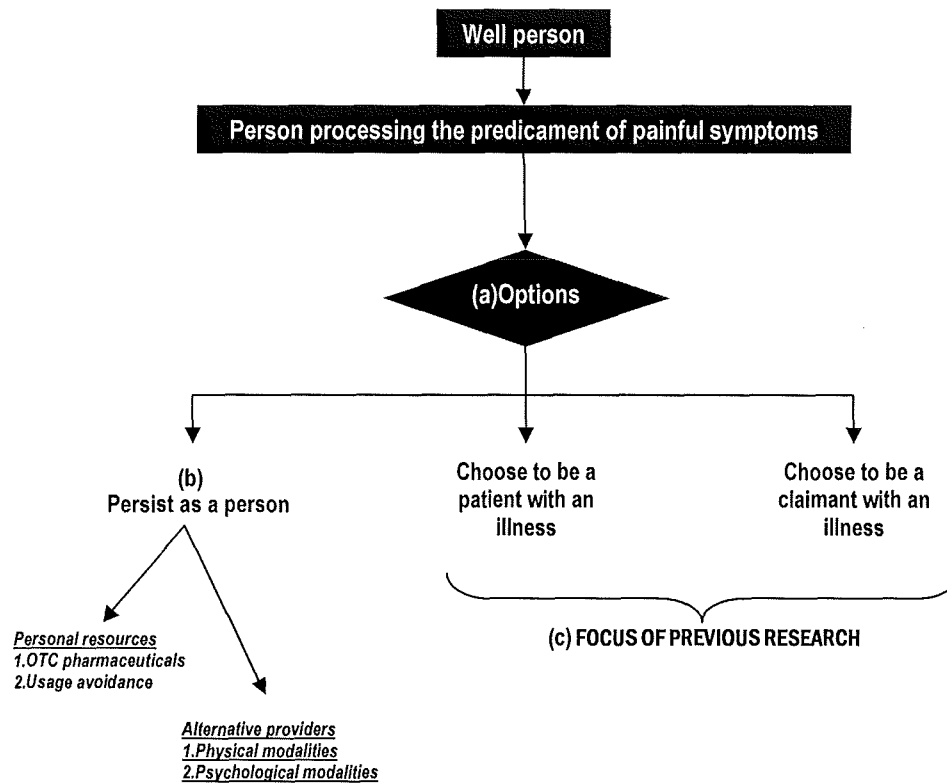 Well person
Person processing the predicament of painful symptoms
(a)Options
(b)
Persist as a person
Choose to be a
patient with an
illness
Choose to be a
claimant with an
illness
Personal resources
1.OTC pharmaceuticals
2.Usage avoidance
(c) FOCUS OF PREVIOUS RESEARCH
Alternative providers
1.Physical modalities
2.Psychological modalities